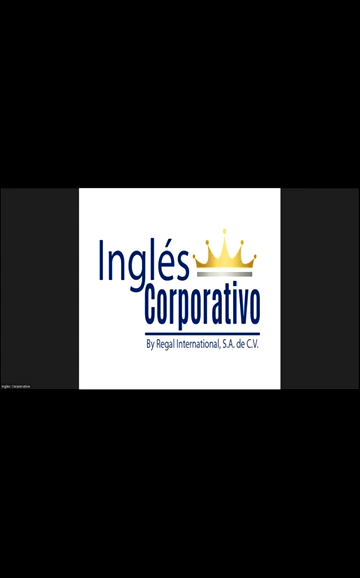 Inglés
Corporativo
By Regal International, S.A. de C.V.
Inglés Corporativo